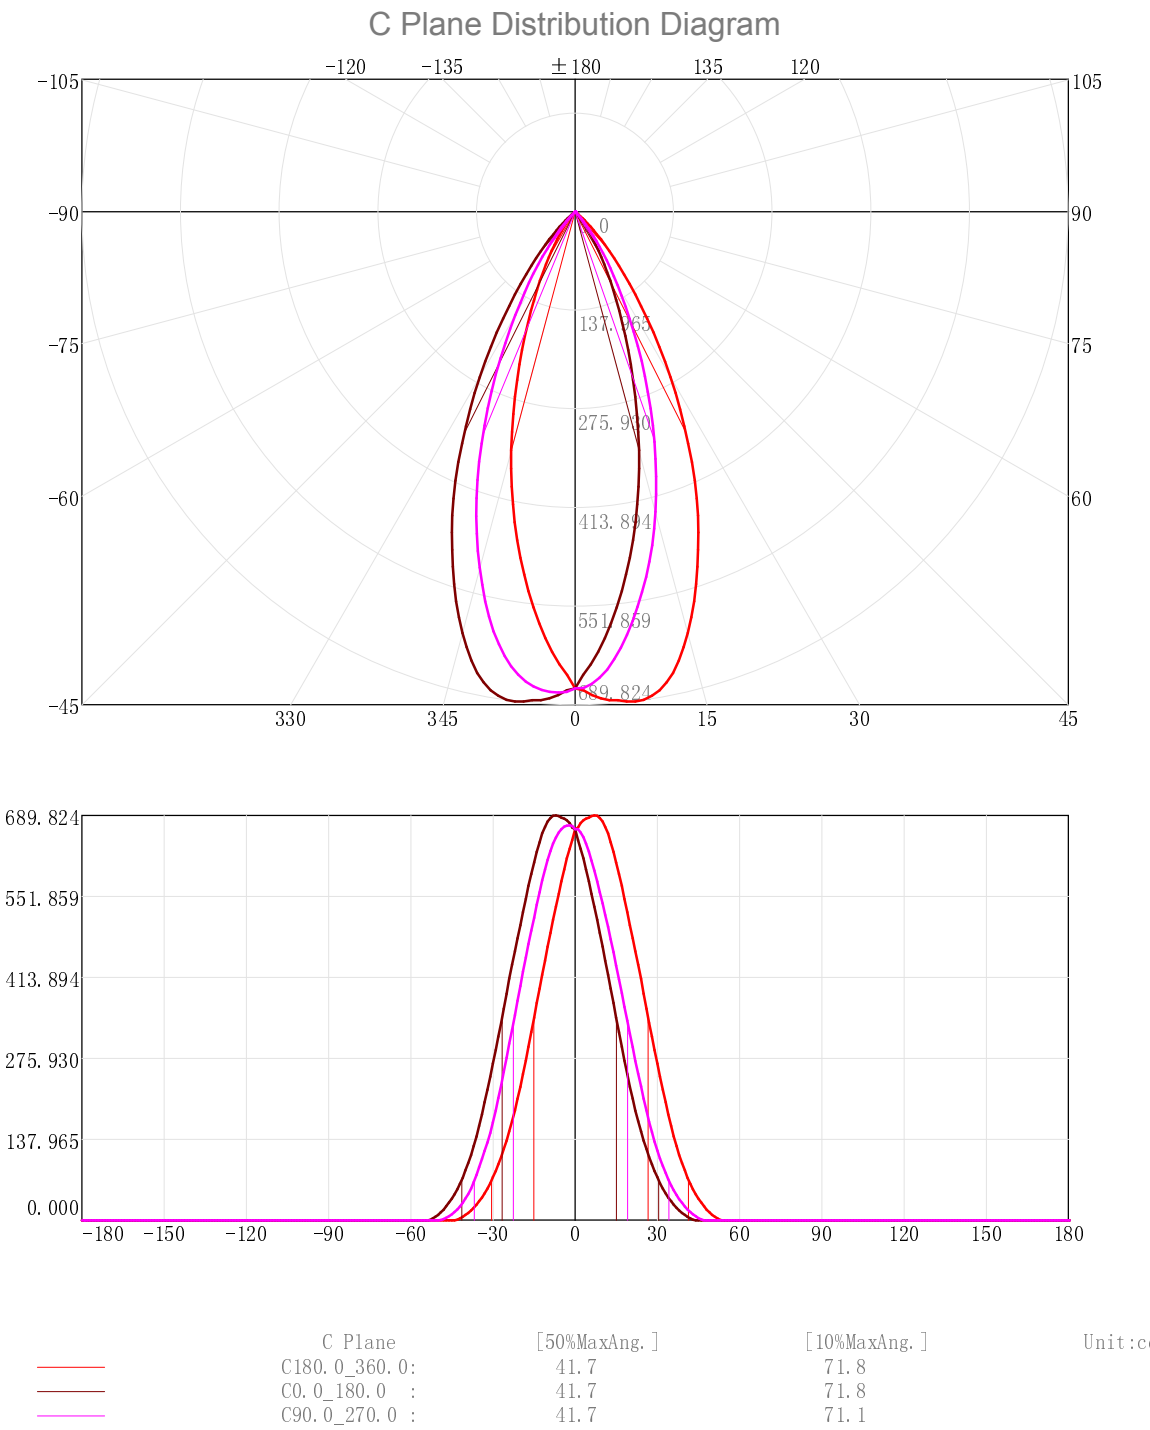 C Plane Distribution Diagram
-120 -135 ±180 135 120
-105 105
-90 90
0
137.965
-75 75
275.930
-60 60
413.894
551.859
689.824
-45
330 345 0 15 30 45
689.824
551.859
413.894
275.930
137.965
0.000
-180 -150 -120 -90 -60 -30 0 30 60 90 120 150 180
C Plane [50%MaxAng.] [10%MaxAng.] Unit:c
C180.0_360.0: 41.7 71.8
C0.0_180.0 : 41.7 71.8
C90.0_270.0 : 41.7 71.1